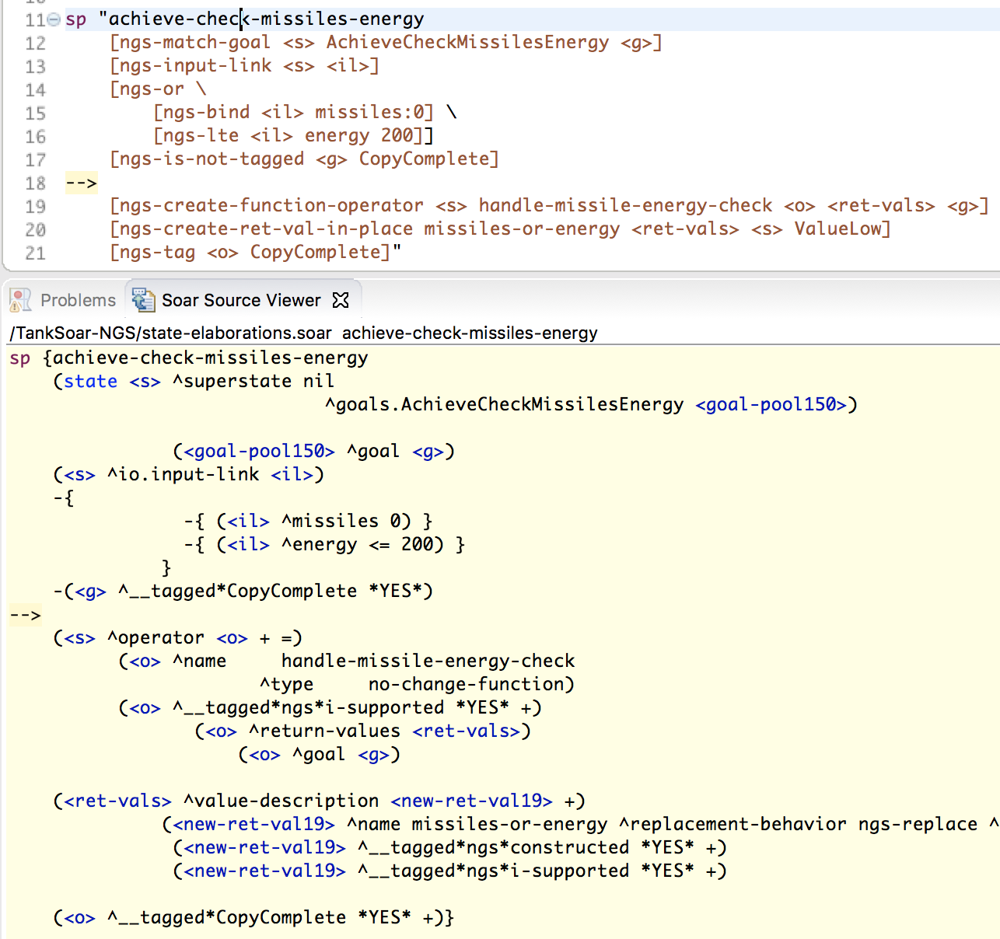 11 sp "achieve-check-missiles-energy
12 [ngs-match-goal <s> AchieveCheckMissilesEnergy <g>]
13 [ngs-input-link <s> <il>]
14 [ngs-or \
15 [ngs-bind <il> missiles:0] \
16 [ngs-lte <il> energy 200]]
17 [ngs-is-not-tagged <g> CopyComplete]
18 -->
19 [ngs-create-function-operator <s> handle-missile-energy-check <o> <ret-vals> <g>]
20 [ngs-create-ret-val-in-place missiles-or-energy <ret-vals> <s> ValueLow]
21 [ngs-tag <o> CopyComplete]"
Problems Soar Source Viewer
/TankSoar-NGS/state-elaborations.soar achieve-check-missiles-energy
sp {achieve-check-missiles-energy
(state <s> ^superstate nil
^goals.AchieveCheckMissilesEnergy <goal-pool150>)
(<goal-pool150> ^goal <g>)
(<s> ^io.input-link <il>)
-{
-{ (<il> ^missiles 0) }
-{ (<il> ^energy <= 200) }
}
-(<g> ^__tagged*CopyComplete *YES*)
-->
(<s> ^operator <o> + =)
(<o> ^name handle-missile-energy-check
^type no-change-function)
(<o> ^__tagged*ngs*i-supported *YES* +)
(<o> ^return-values <ret-vals>)
(<o> ^goal <g>)
(<ret-vals> ^value-description <new-ret-val19> +)
(<new-ret-val19> ^name missiles-or-energy ^replacement-behavior ngs-replace ^
(<new-ret-val19> ^__tagged*ngs*constructed *YES* +)
(<new-ret-val19> ^__tagged*ngs*i-supported *YES* +)
(<o> ^__tagged*CopyComplete *YES* +)}